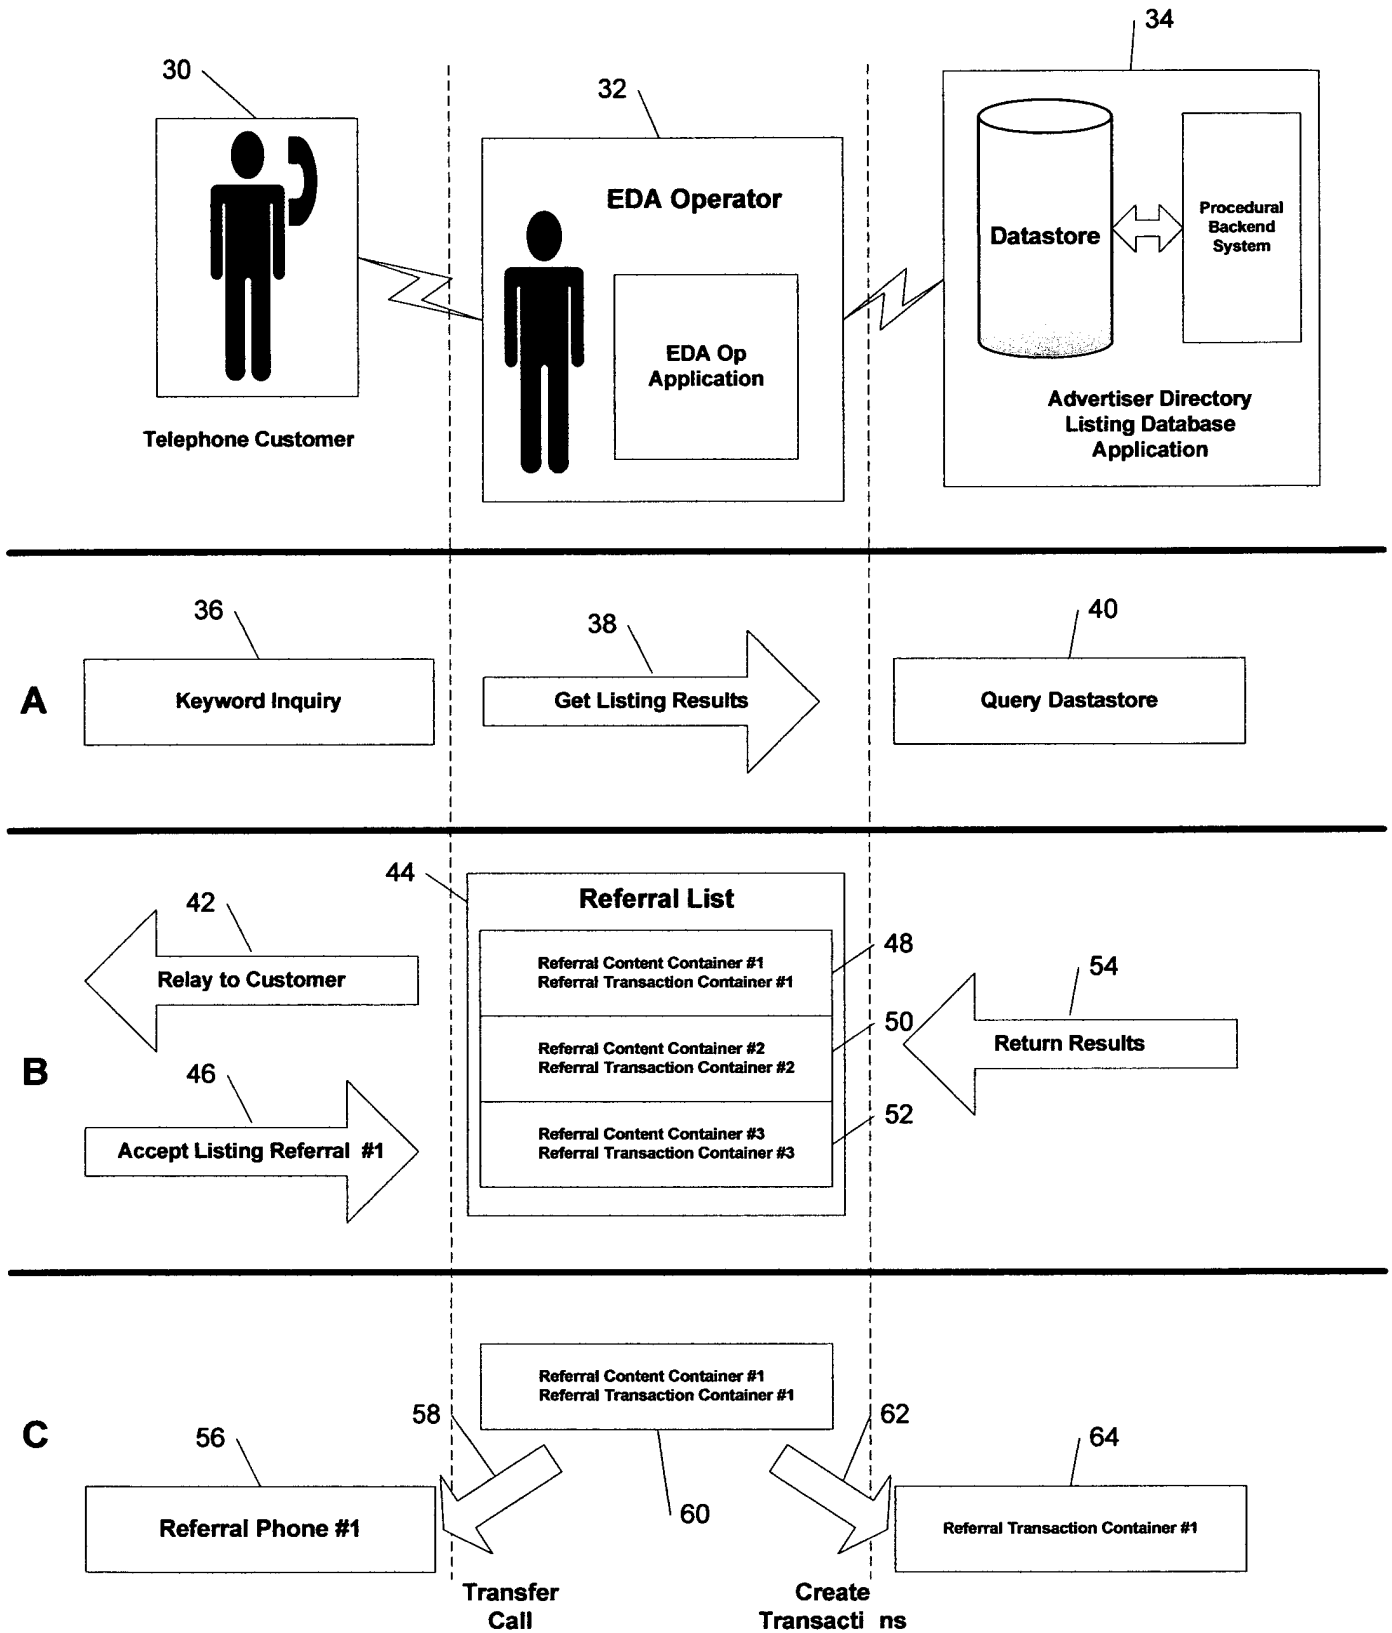 34
30
32
EDA Operator
Datastore
Procedural
Backend
System
EDA Op
Application
Advertiser Directory
Listing Database
Application
Telephone Customer
36
38
40
A
Keyword Inquiry
Get Listing Results
Query Dastastore
44
42
Referral List
48
Referral Content Container #1
Referral Transaction Container #1
Relay to Customer
54
50
Referral Content Container #2
Referral Transaction Container #2
Return Results
B
46
52
Referral Content Container #3
Referral Transaction Container #3
Accept Listing Referral #1
Referral Content Container #1
Referral Transaction Container #1
58
62
C
56
64
60
Referral Phone #1
Referral Transaction Container #1
Transfer
Call
Create
Transacti ns